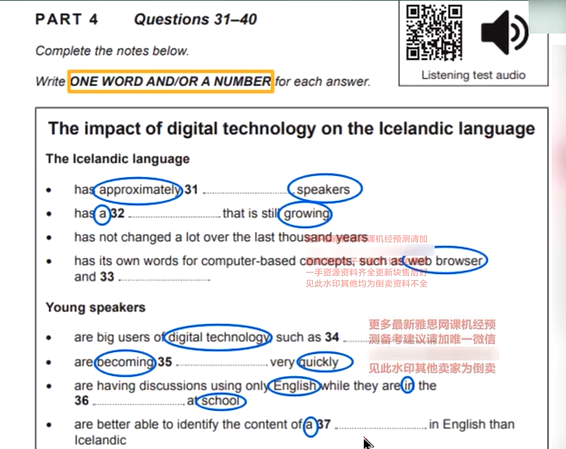 PART 4 Questions 31–40
Complete the notes below.
Write ONE WORD AND/OR A NUMBER for each answer.
Listening test audio
The impact of digital technology on the Icelandic language
The Icelandic language
• has approximately 31 .................... speakers
• has a 32 .................... that is still growing
• has not changed a lot over the last thousand years
• has its own words for computer-based concepts, such as web browser
and 33 ....................
一手资源资料齐全更新块售后好
见此水印其他均为倒卖资料不全
Young speakers
• are big users of digital technology such as 34 ....................
更多最新雅思网课机经预
测备考建议请加唯一微信
• are becoming 35 .................... very quickly
见此水印其他卖家为倒卖
• are having discussions using only English while they are in the
36 .................... at school
• are better able to identify the content of a 37 .................... in English than
Icelandic